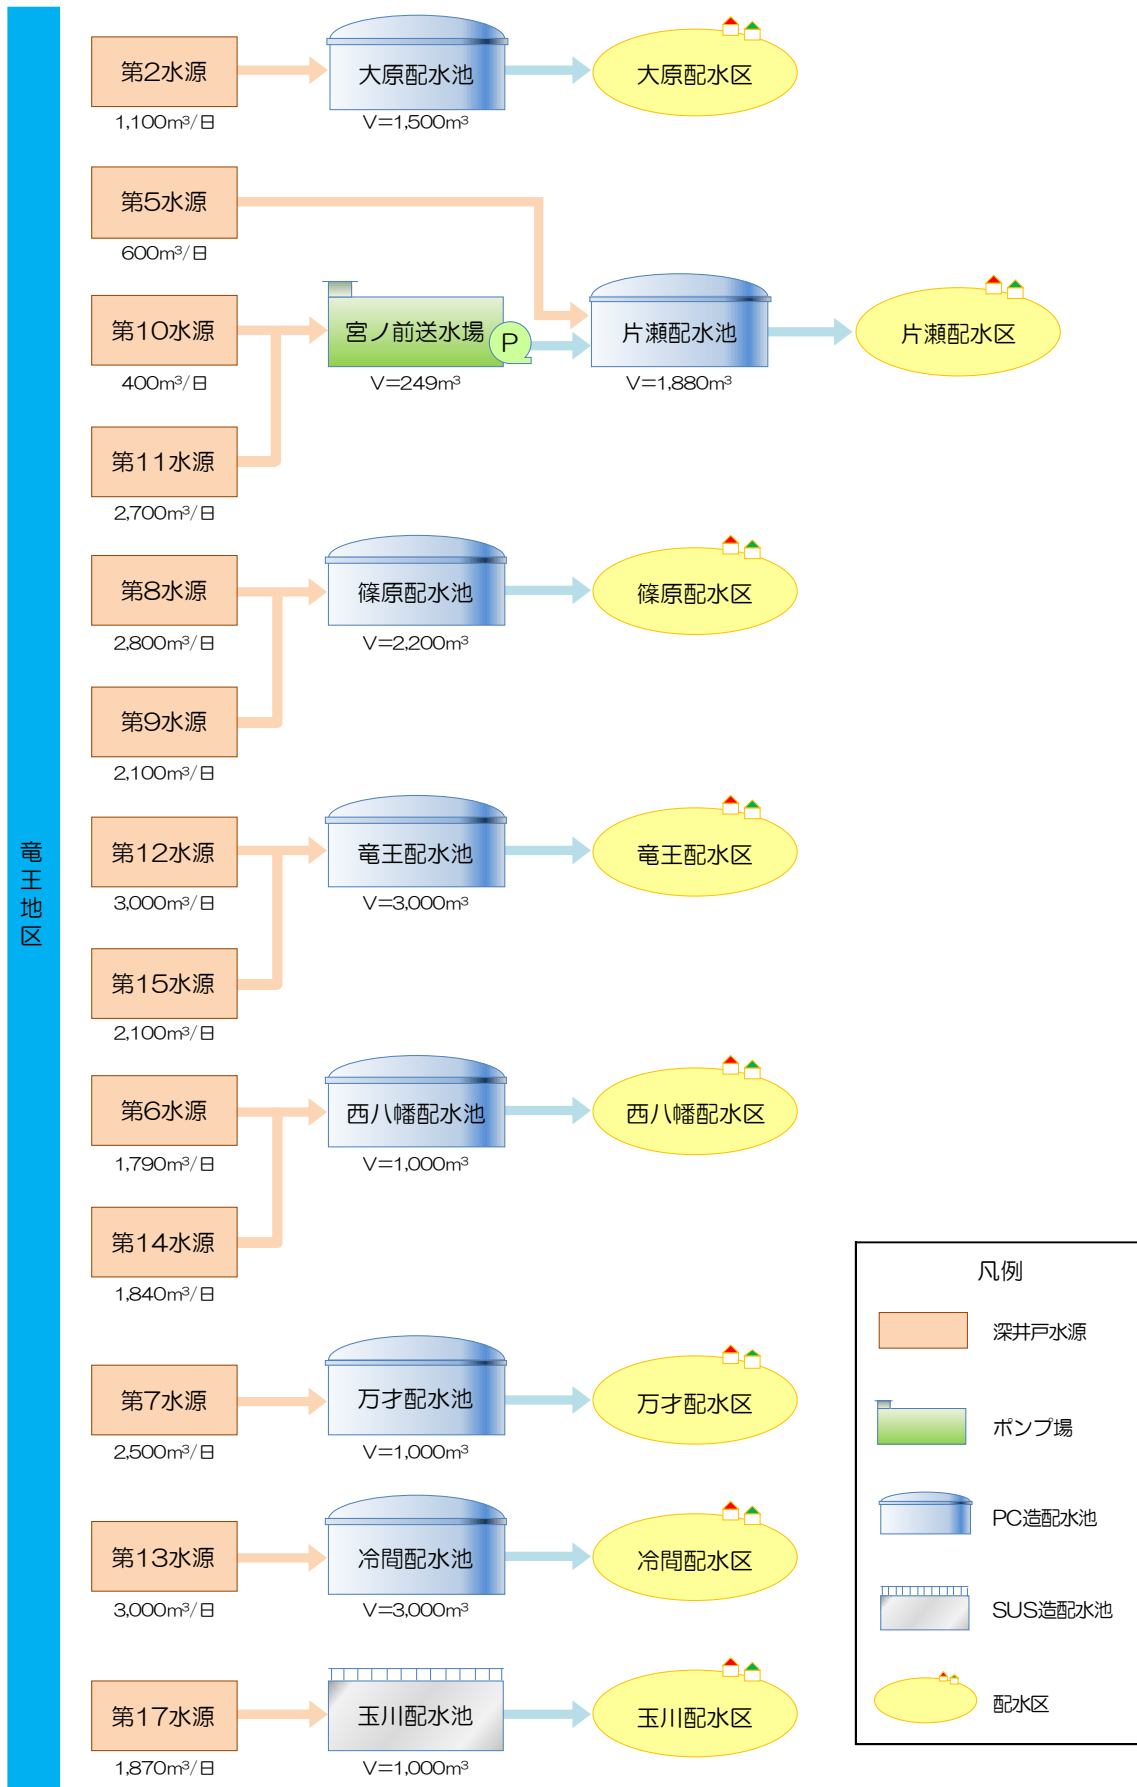 竜王地区
第2水源
1,100m³/日
大原配水池
V=1,500m³
大原配水区
第5水源
600m³/日
第10水源
400m³/日
宮ノ前送水場
P
V=249m³
片瀬配水池
V=1,880m³
片瀬配水区
第11水源
2,700m³/日
第8水源
2,800m³/日
篠原配水池
V=2,200m³
篠原配水区
第9水源
2,100m³/日
第12水源
3,000m³/日
竜王配水池
V=3,000m³
竜王配水区
第15水源
2,100m³/日
第6水源
1,790m³/日
西八幡配水池
V=1,000m³
西八幡配水区
第14水源
1,840m³/日
第7水源
2,500m³/日
万才配水池
V=1,000m³
万才配水区
第13水源
3,000m³/日
冷間配水池
V=3,000m³
冷間配水区
第17水源
1,870m³/日
玉川配水池
V=1,000m³
玉川配水区
凡例
深井戸水源
ポンプ場
PC造配水池
SUS造配水池
配水区